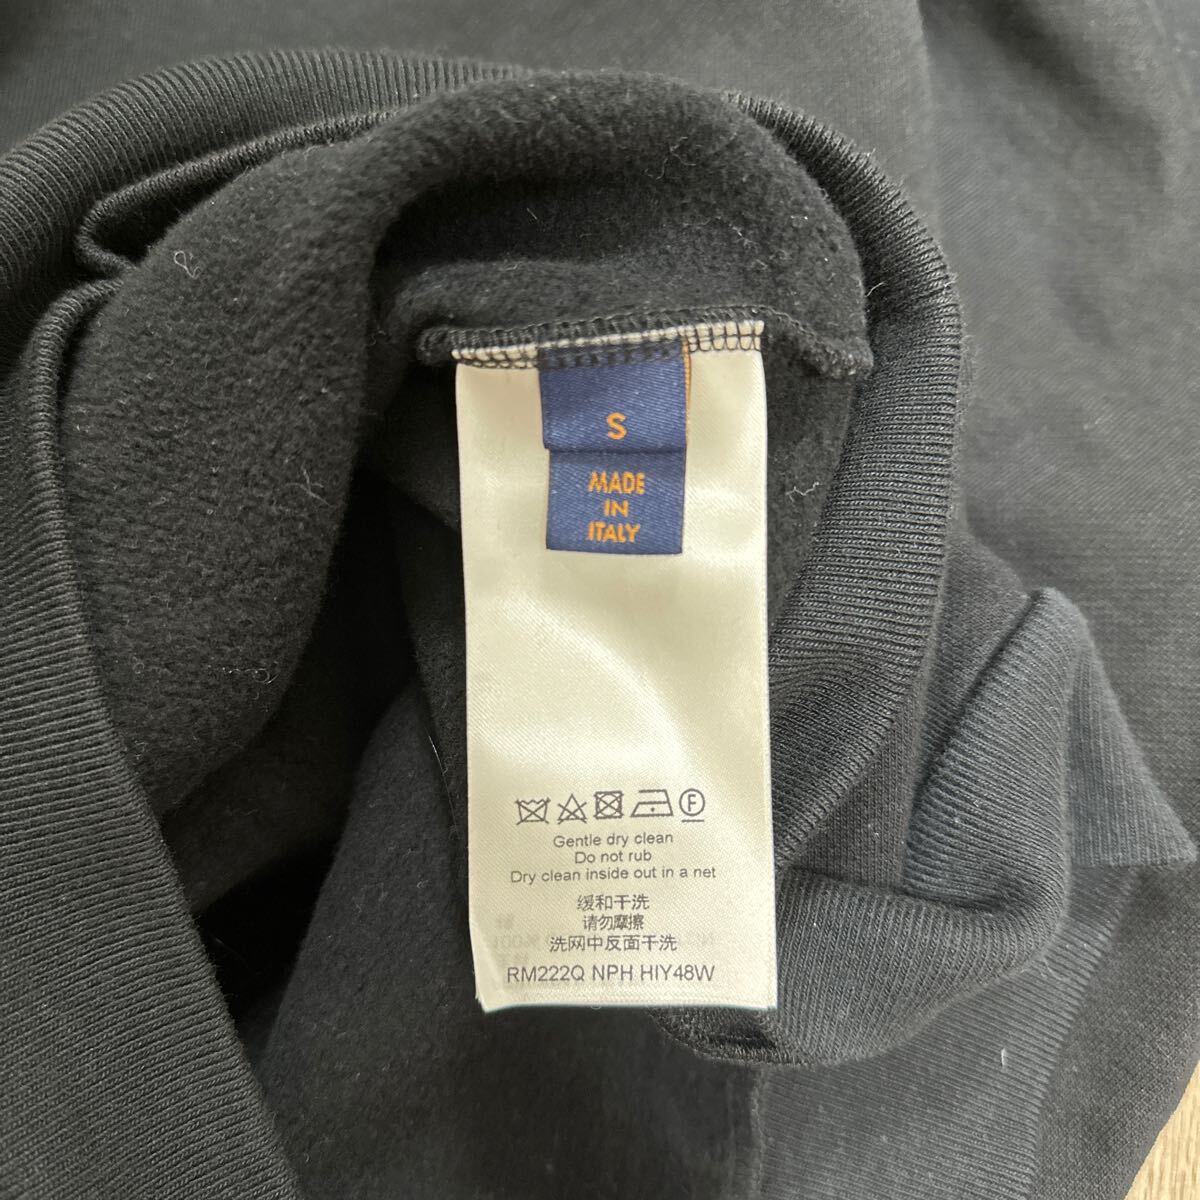 S
MADE
IN
ITALY
F
Gentle dry clean
Do not rub
Dry clean inside out in a net
缓和干洗
请勿摩擦
洗网中反面干洗
RM222Q NPH HIY48W